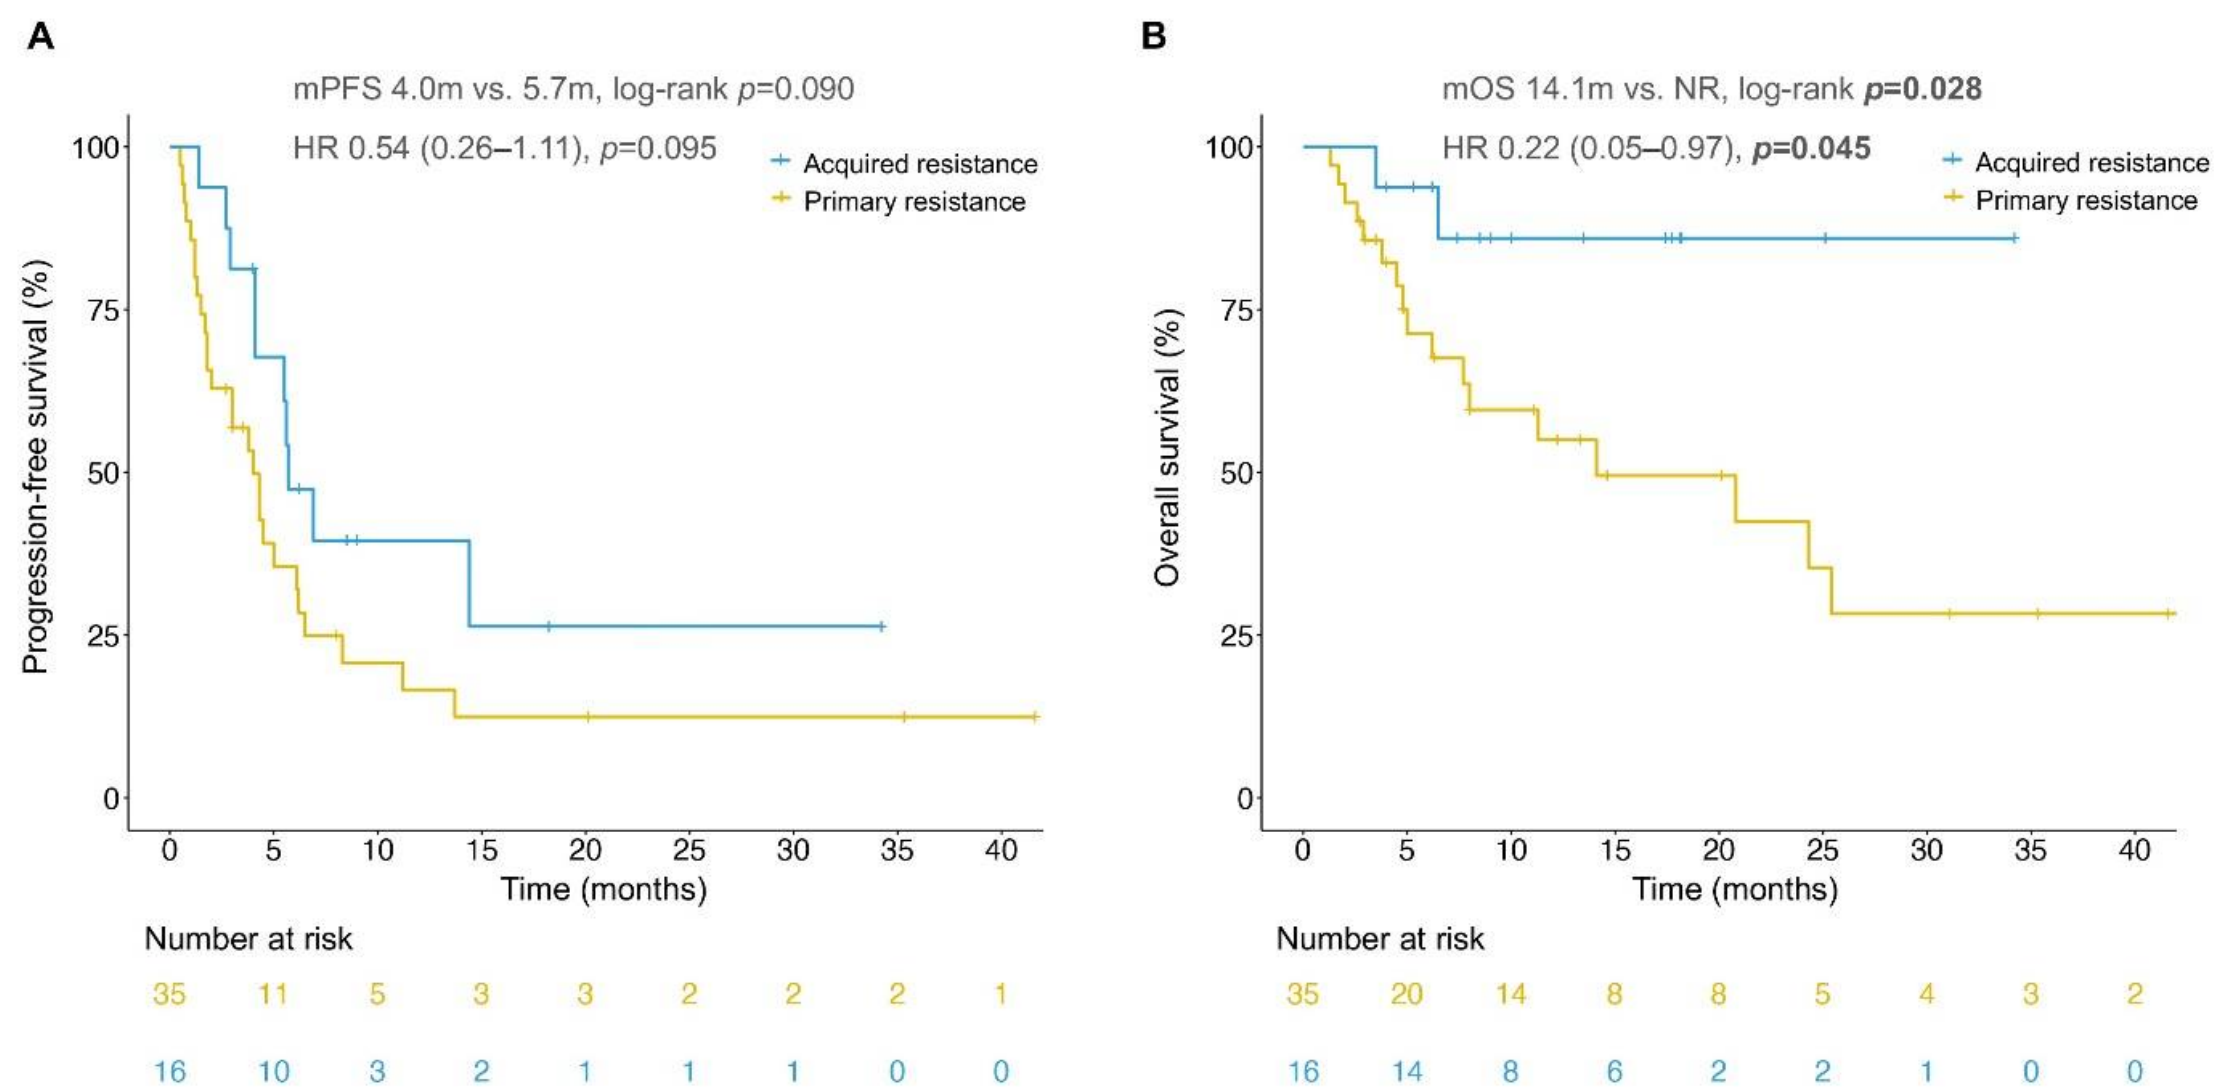 A
mPFS 4.0m vs. 5.7m, log-rank p=0.090
HR 0.54 (0.26–1.11), p=0.095
Acquired resistance
Primary resistance
Progression-free survival (%)
100
75
50
25
0
0 5 10 15 20 25 30 35 40
Time (months)
Number at risk
35 11 5 3 3 2 2 2 1
16 10 3 2 1 1 1 0 0
B
mOS 14.1m vs. NR, log-rank p=0.028
HR 0.22 (0.05–0.97), p=0.045
Acquired resistance
Primary resistance
Overall survival (%)
100
75
50
25
0
0 5 10 15 20 25 30 35 40
Time (months)
Number at risk
35 20 14 8 8 5 4 3 2
16 14 8 6 2 2 1 0 0